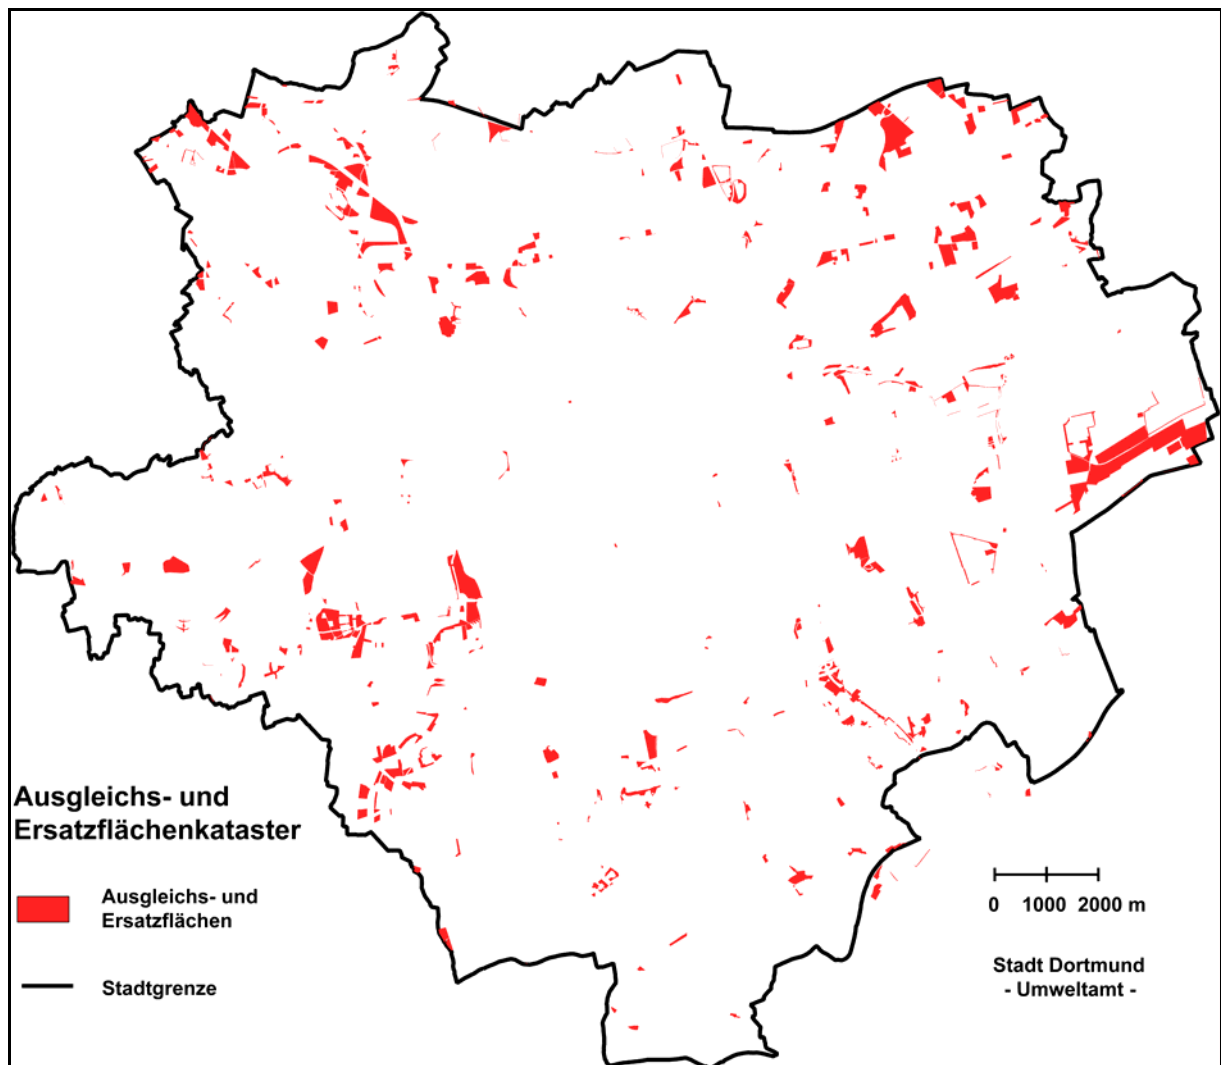 Ausgleichs- und
Ersatzflächenkataster
Ausgleichs- und
Ersatzflächen
Stadtgrenze
0 1000 2000 m
Stadt Dortmund
- Umweltamt -